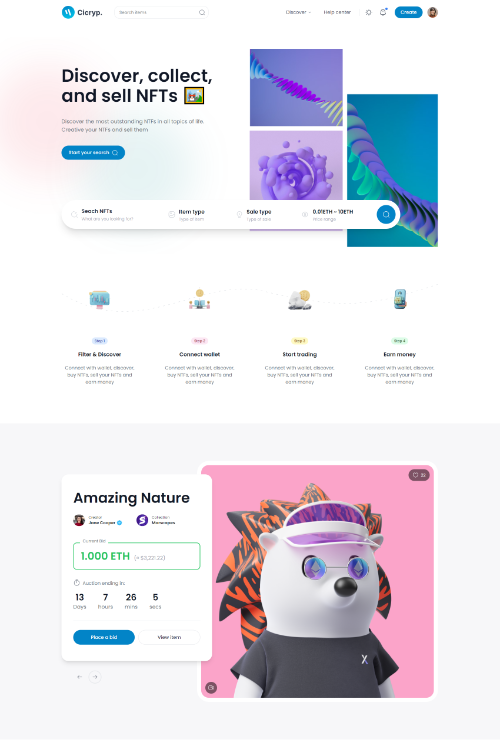 Cicryp.
Search items
Discover
Help center
Create
Discover, collect,
and sell NFTs
Discover the most oustanding NTFs in all topics of life.
Creative your NTFs and sell them
Start your search
Seach NFTs
What are you looking for?
Item type
Type of item
Sale type
Type of sale
0.01ETH - 10ETH
Price range
Step 1
Filter & Discover
Connect with wallet, discover,
buy NTFs, sell your NFTs and
earn money
Step 2
Connect wallet
Connect with wallet, discover,
buy NTFs, sell your NFTs and
earn money
Step 3
Start trading
Connect with wallet, discover,
buy NTFs, sell your NFTs and
earn money
Step 4
Earn money
Connect with wallet, discover,
buy NTFs, sell your NFTs and
earn money
22
Amazing Nature
Creator
Jane Cooper
Collection
Current Bid
1.000 ETH
(≈ $3,221.22)
Auction ending in:
13
7
26
5
Days
hours
mins
secs
Place a bid
View item